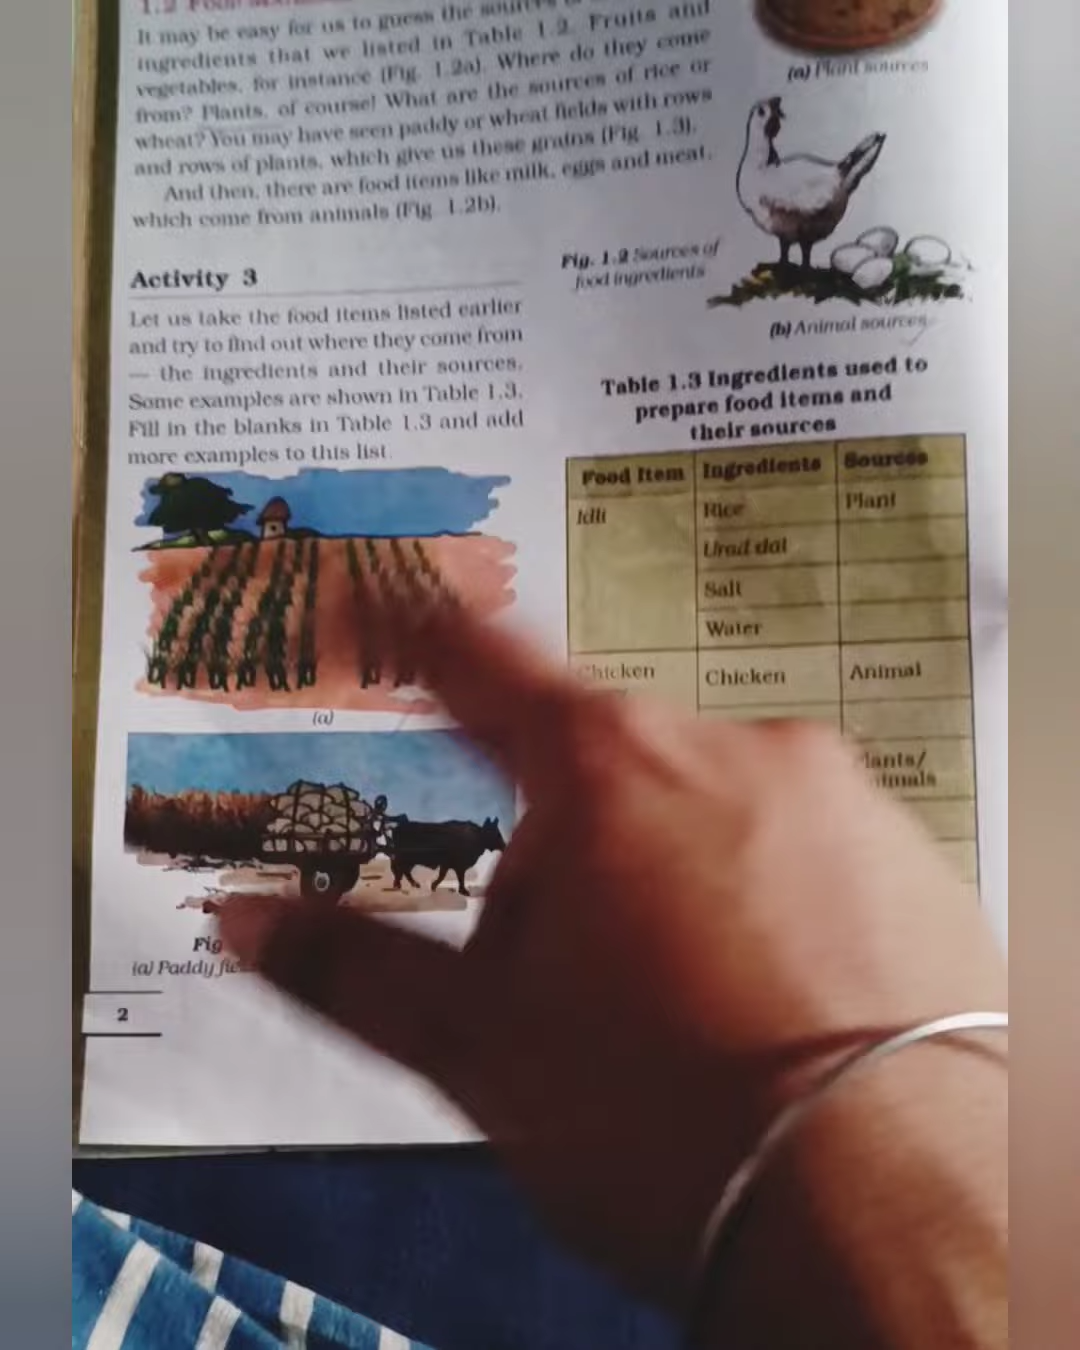 1.2 Food
It may be easy for us to guess the sources
ingredients that we listed in Table 1.2. Fruits and
vegetables, for instance (Fig. 1.2a). Where do they come
from? Plants, of course! What are the sources of rice or
wheat? You may have seen paddy or wheat fields with rows
and rows of plants, which give us these grains (Fig. 1.3).
And then, there are food items like milk, eggs and meat,
which come from animals (Fig. 1.2b).
Activity 3
Let us take the food items listed earlier
and try to find out where they come from
— the ingredients and their sources.
Some examples are shown in Table 1.3.
Fill in the blanks in Table 1.3 and add
more examples to this list.
(a)
Fig
(a) Paddy
2
(a) Plant sources
Fig. 1.2 Sources of
food ingredients
(b) Animal sources
Table 1.3 Ingredients used to
prepare food items and
their sources
Food Item Ingredients Sources
Idli Rice Plant
Urad dal
Salt
Water
Chicken Chicken Animal